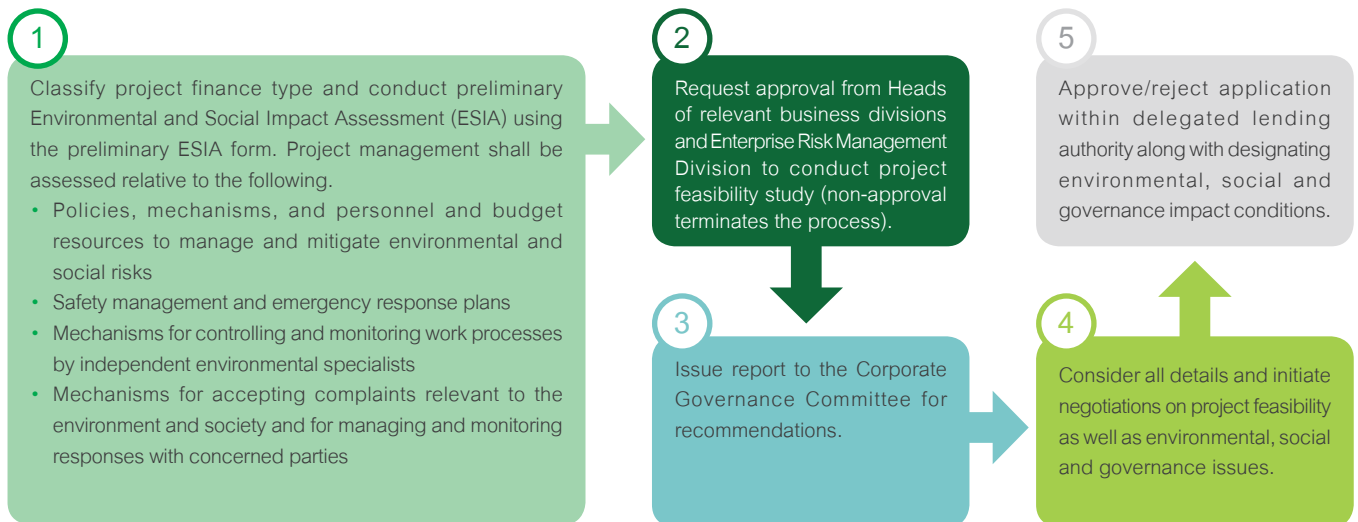 1
Classify project finance type and conduct preliminary
Environmental and Social Impact Assessment (ESIA) using
the preliminary ESIA form. Project management shall be
assessed relative to the following.
• Policies, mechanisms, and personnel and budget
resources to manage and mitigate environmental and
social risks
• Safety management and emergency response plans
• Mechanisms for controlling and monitoring work processes
by independent environmental specialists
• Mechanisms for accepting complaints relevant to the
environment and society and for managing and monitoring
responses with concerned parties
2
Request approval from Heads
of relevant business divisions
and Enterprise Risk Management
Division to conduct project
feasibility study (non-approval
terminates the process).
3
Issue report to the Corporate
Governance Committee for
recommendations.
4
Consider all details and initiate
negotiations on project feasibility
as well as environmental, social
and governance issues.
5
Approve/reject application
within delegated lending
authority along with designating
environmental, social and
governance impact conditions.